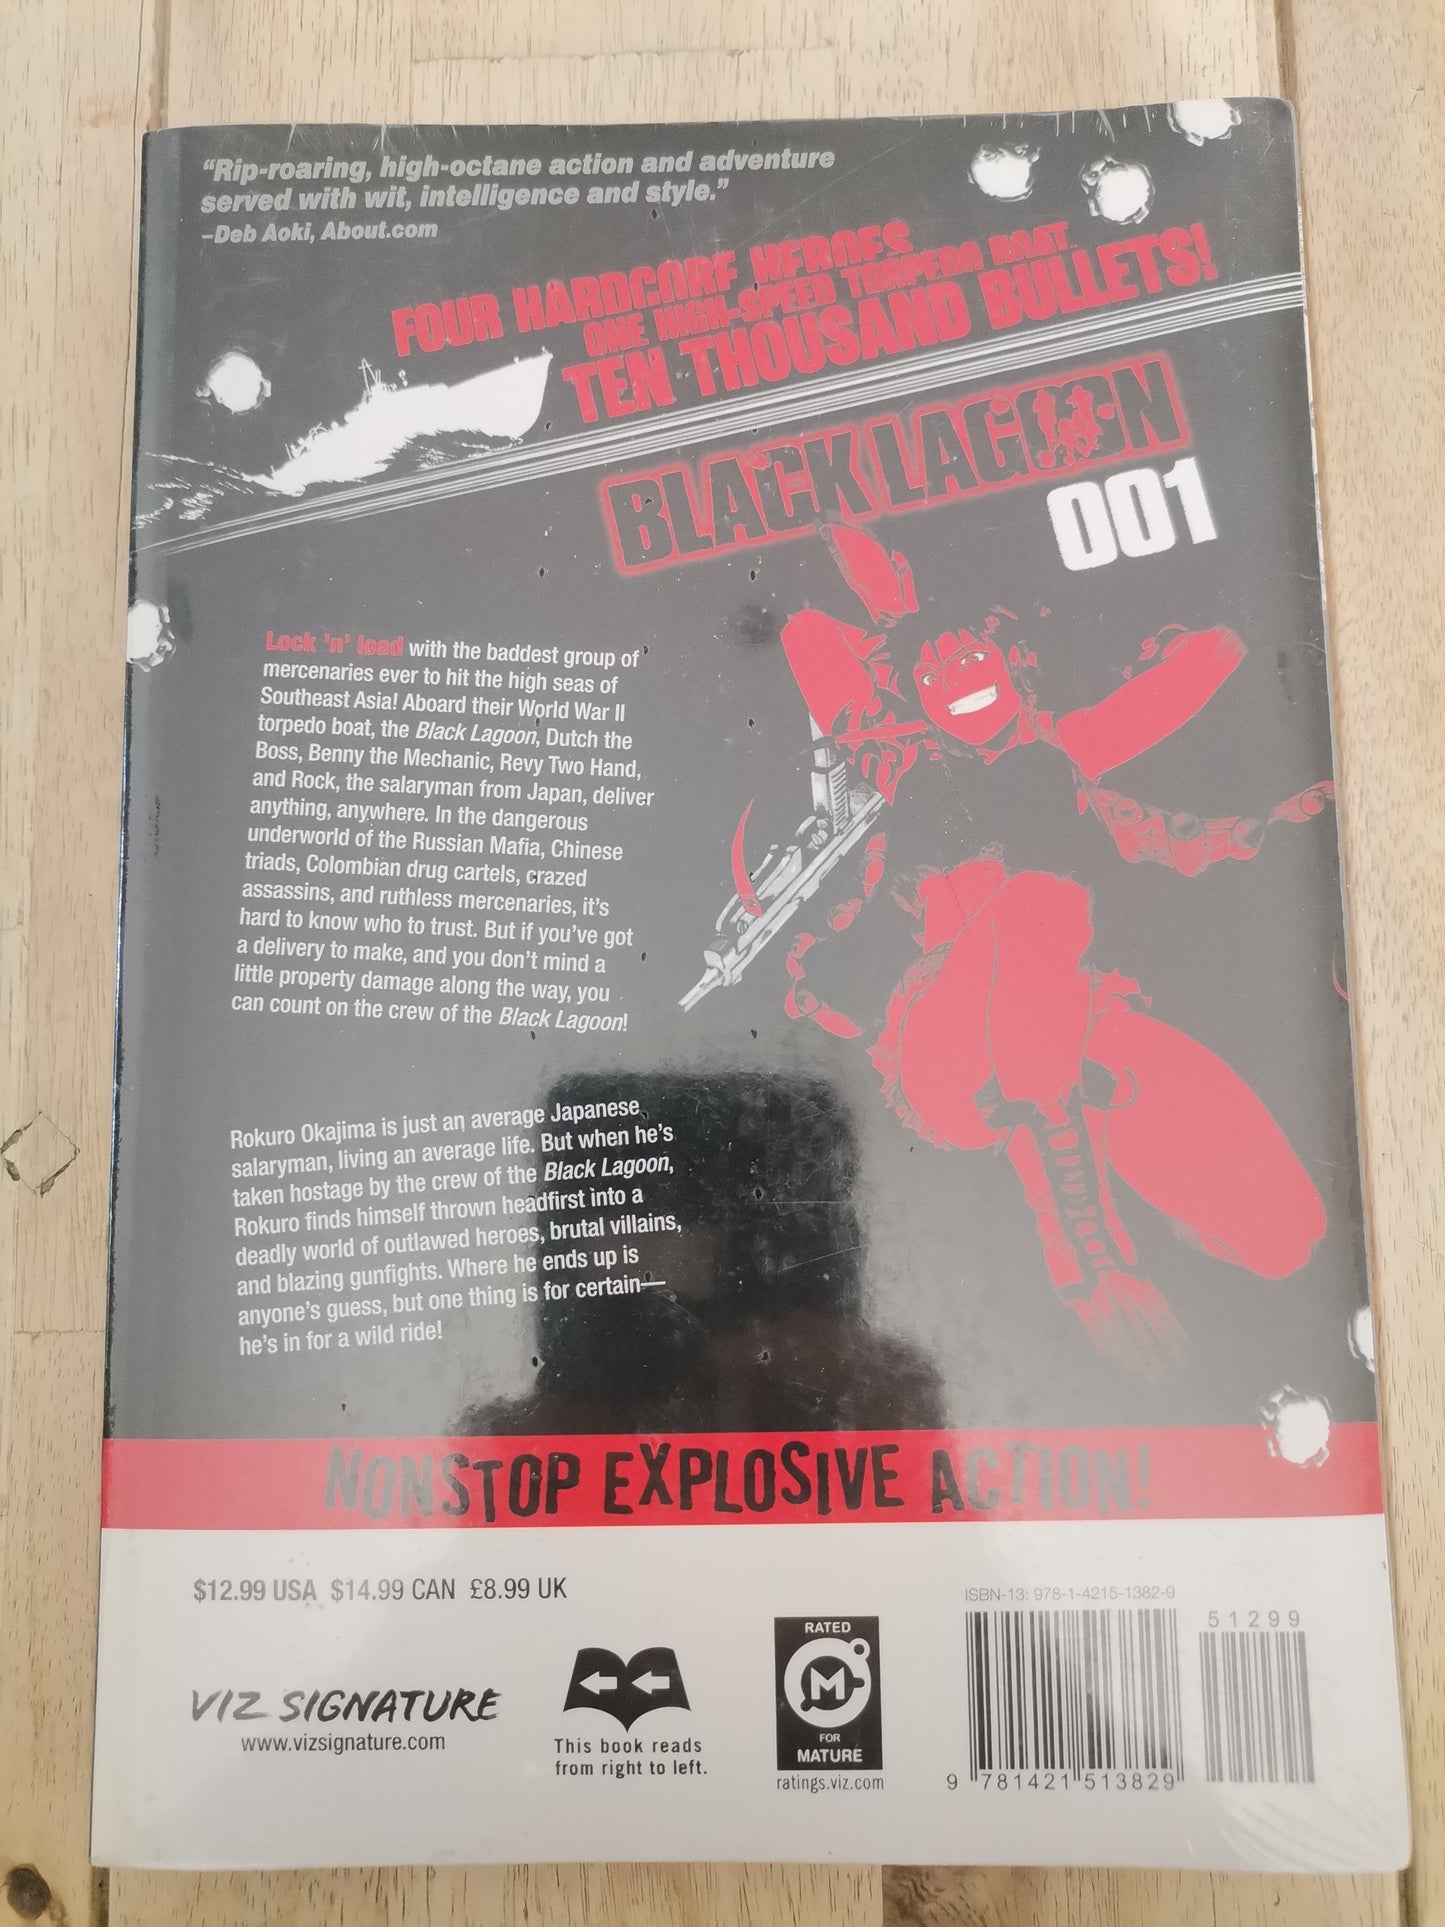 “Rip-roaring, high-octane action and adventure
served with wit, intelligence and style.”
–Deb Aoki, About.com
FOUR HARDCORE HEROES
ONE HIGH-SPEED TORPEDO BOAT.
TEN THOUSAND BULLETS!
BLACK LAGOON
001
Lock ’n’ load with the baddest group of
mercenaries ever to hit the high seas of
Southeast Asia! Aboard their World War II
torpedo boat, the Black Lagoon, Dutch the
Boss, Benny the Mechanic, Revy Two Hand,
and Rock, the salaryman from Japan, deliver
anything, anywhere. In the dangerous
underworld of the Russian Mafia, Chinese
triads, Colombian drug cartels, crazed
assassins, and ruthless mercenaries, it’s
hard to know who to trust. But if you’ve got
a delivery to make, and you don’t mind a
little property damage along the way, you
can count on the crew of the Black Lagoon!
Rokuro Okajima is just an average Japanese
salaryman, living an average life. But when he’s
taken hostage by the crew of the Black Lagoon,
Rokuro finds himself thrown headfirst into a
deadly world of outlawed heroes, brutal villains,
and blazing gunfights. Where he ends up is
anyone’s guess, but one thing is for certain—
he’s in for a wild ride!
NONSTOP EXPLOSIVE ACTION!
$12.99 USA $14.99 CAN £8.99 UK
VIZ SIGNATURE
www.vizsignature.com
This book reads
from right to left.
RATED
M
FOR
MATURE
ratings.viz.com
ISBN-13: 978-1-4215-1382-9
51299
9 781421 513829